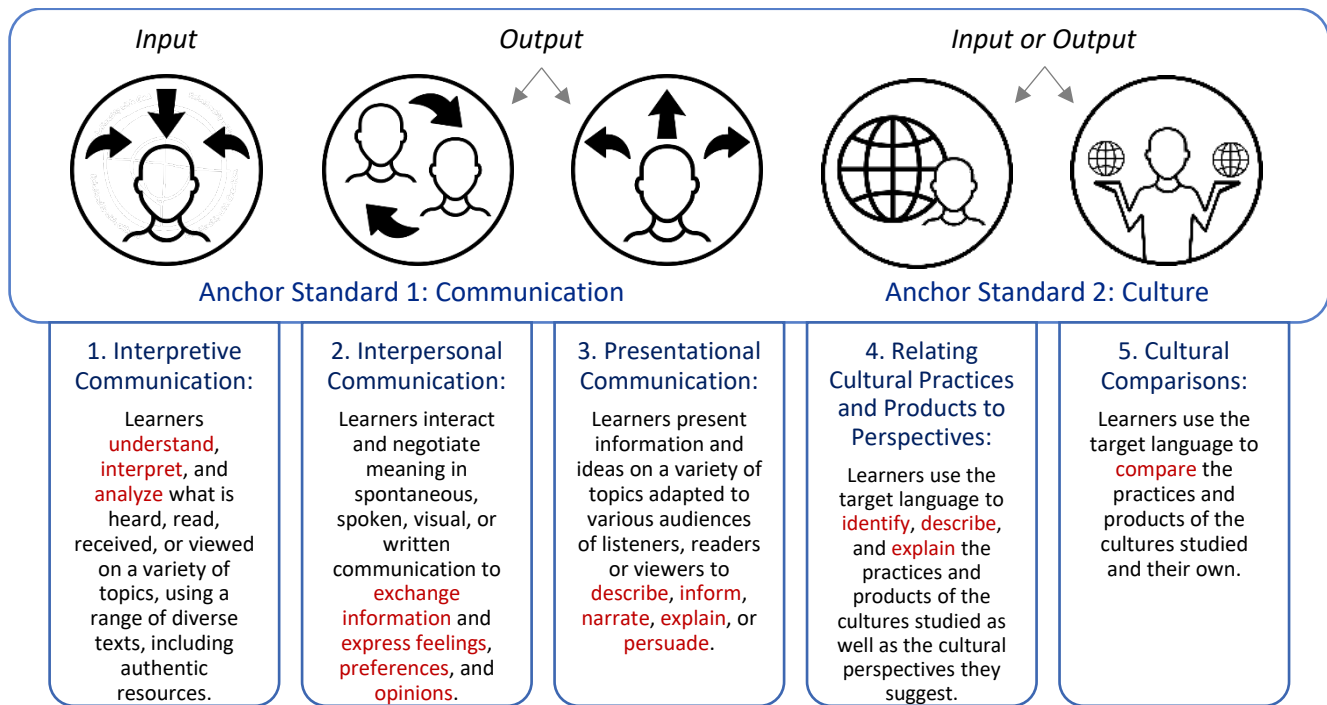 Input
Output
Input or Output
Anchor Standard 1: Communication
Anchor Standard 2: Culture
1. Interpretive
Communication:
Learners
understand,
interpret, and
analyze what is
heard, read,
received, or viewed
on a variety of
topics, using a
range of diverse
texts, including
authentic
resources.
2. Interpersonal
Communication:
Learners interact
and negotiate
meaning in
spontaneous,
spoken, visual, or
written
communication to
exchange
information and
express feelings,
preferences, and
opinions.
3. Presentational
Communication:
Learners present
information and
ideas on a variety of
topics adapted to
various audiences
of listeners, readers
or viewers to
describe, inform,
narrate, explain, or
persuade.
4. Relating
Cultural Practices
and Products to
Perspectives:
Learners use the
target language to
identify, describe,
and explain the
practices and
products of the
cultures studied as
well as the cultural
perspectives they
suggest.
5. Cultural
Comparisons:
Learners use the
target language to
compare the
practices and
products of the
cultures studied
and their own.